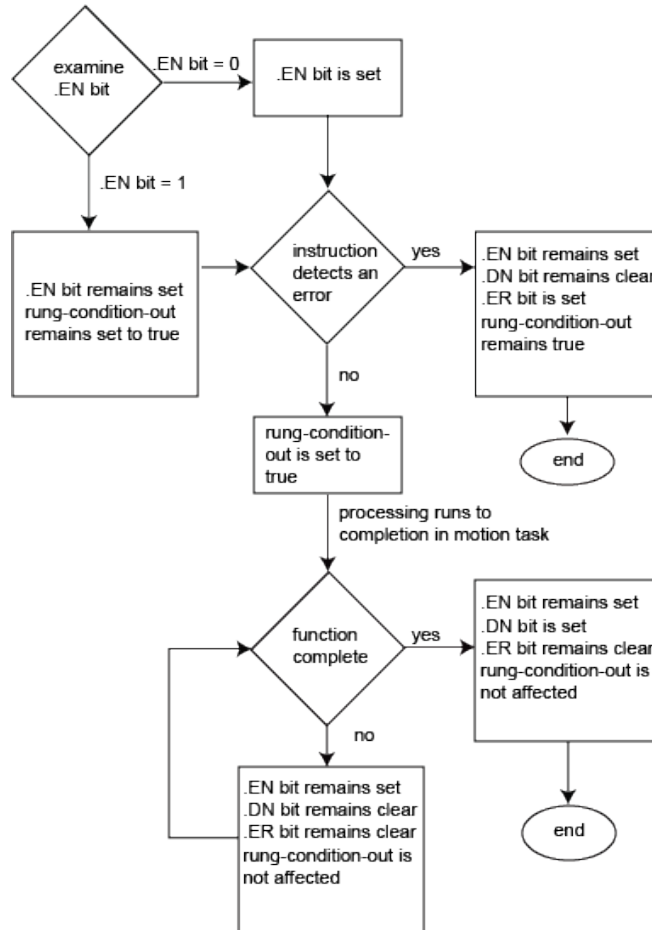 examine
.EN bit
.EN bit = 0
.EN bit is set
.EN bit = 1
.EN bit remains set
rung-condition-out
remains set to true
instruction
detects an
error
yes
.EN bit remains set
.DN bit remains clear
.ER bit is set
rung-condition-out
remains true
no
end
rung-condition-
out is set to
true
processing runs to
completion in motion task
function
complete
yes
.EN bit remains set
.DN bit is set
.ER bit remains clear
rung-condition-out is
not affected
no
.EN bit remains set
.DN bit remains clear
.ER bit remains clear
rung-condition-out is
not affected
end